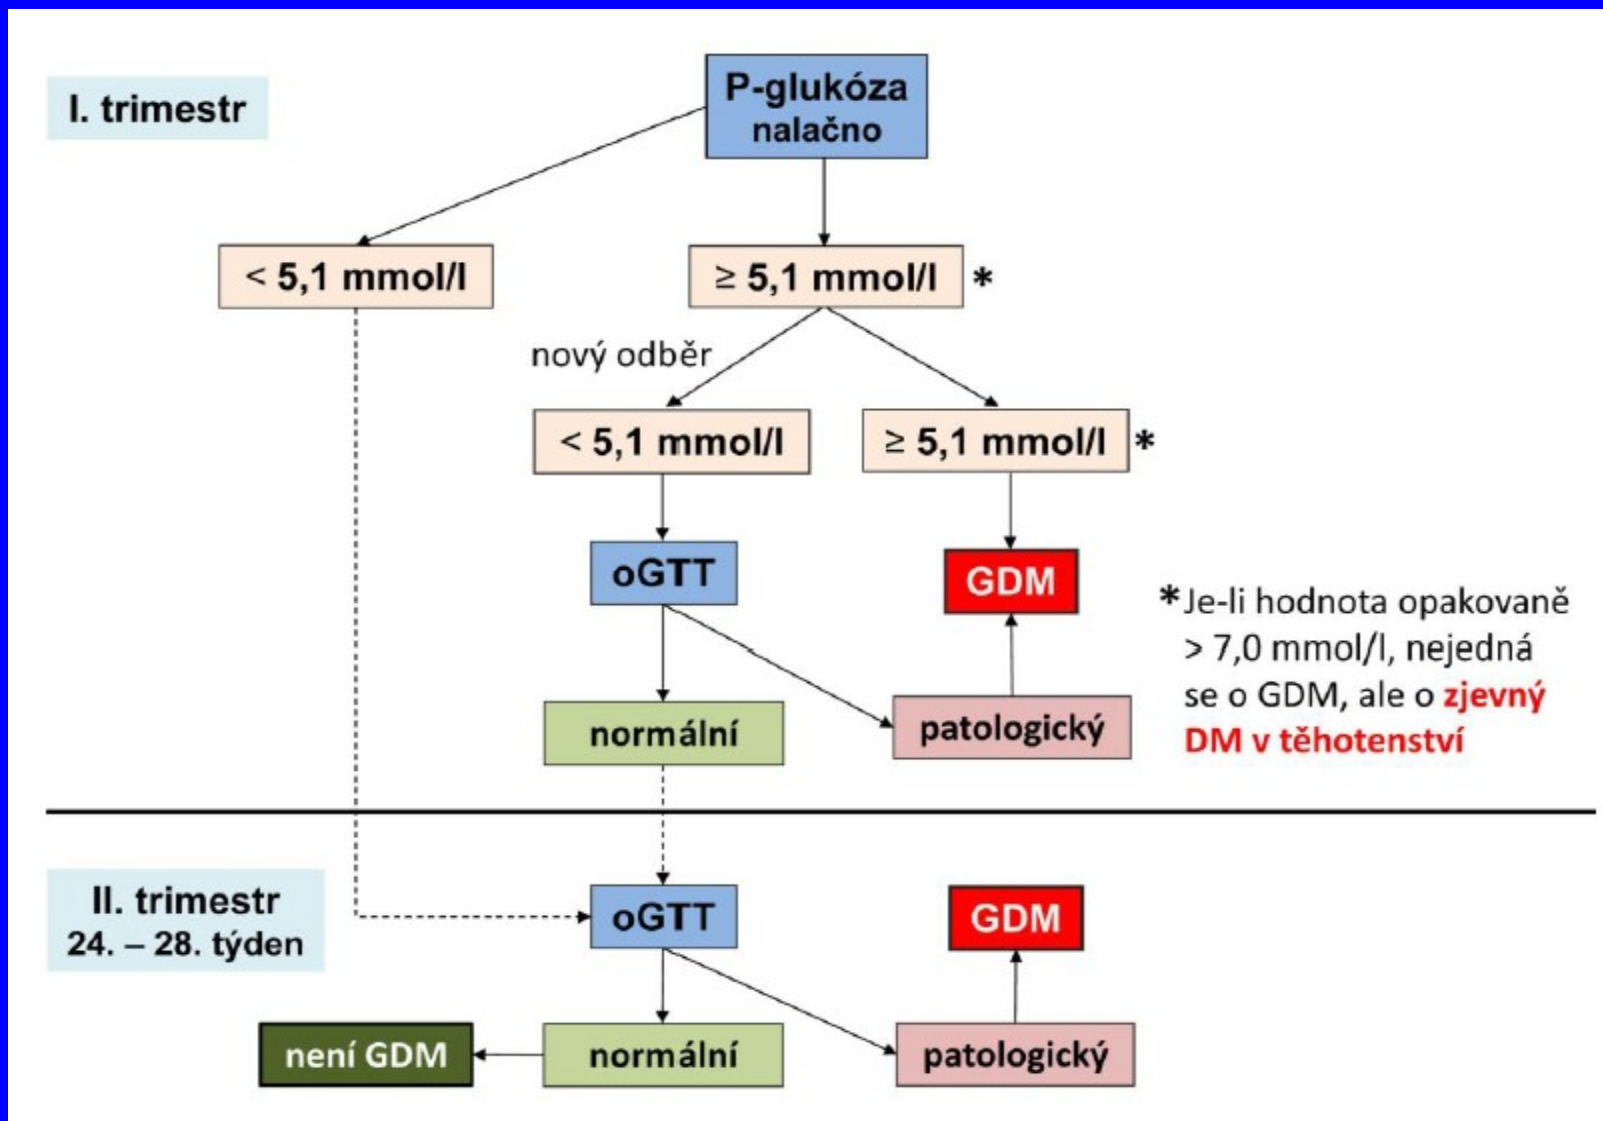 I. trimestr
P-glukóza
nalačno
< 5,1 mmol/l
≥ 5,1 mmol/l *
nový odběr
< 5,1 mmol/l
≥ 5,1 mmol/l *
oGTT
GDM
* Je-li hodnota opakovaně
> 7,0 mmol/l, nejedná
se o GDM, ale o zjevný
DM v těhotenství
normální
patologický
II. trimestr
24. – 28. týden
oGTT
GDM
není GDM
normální
patologický